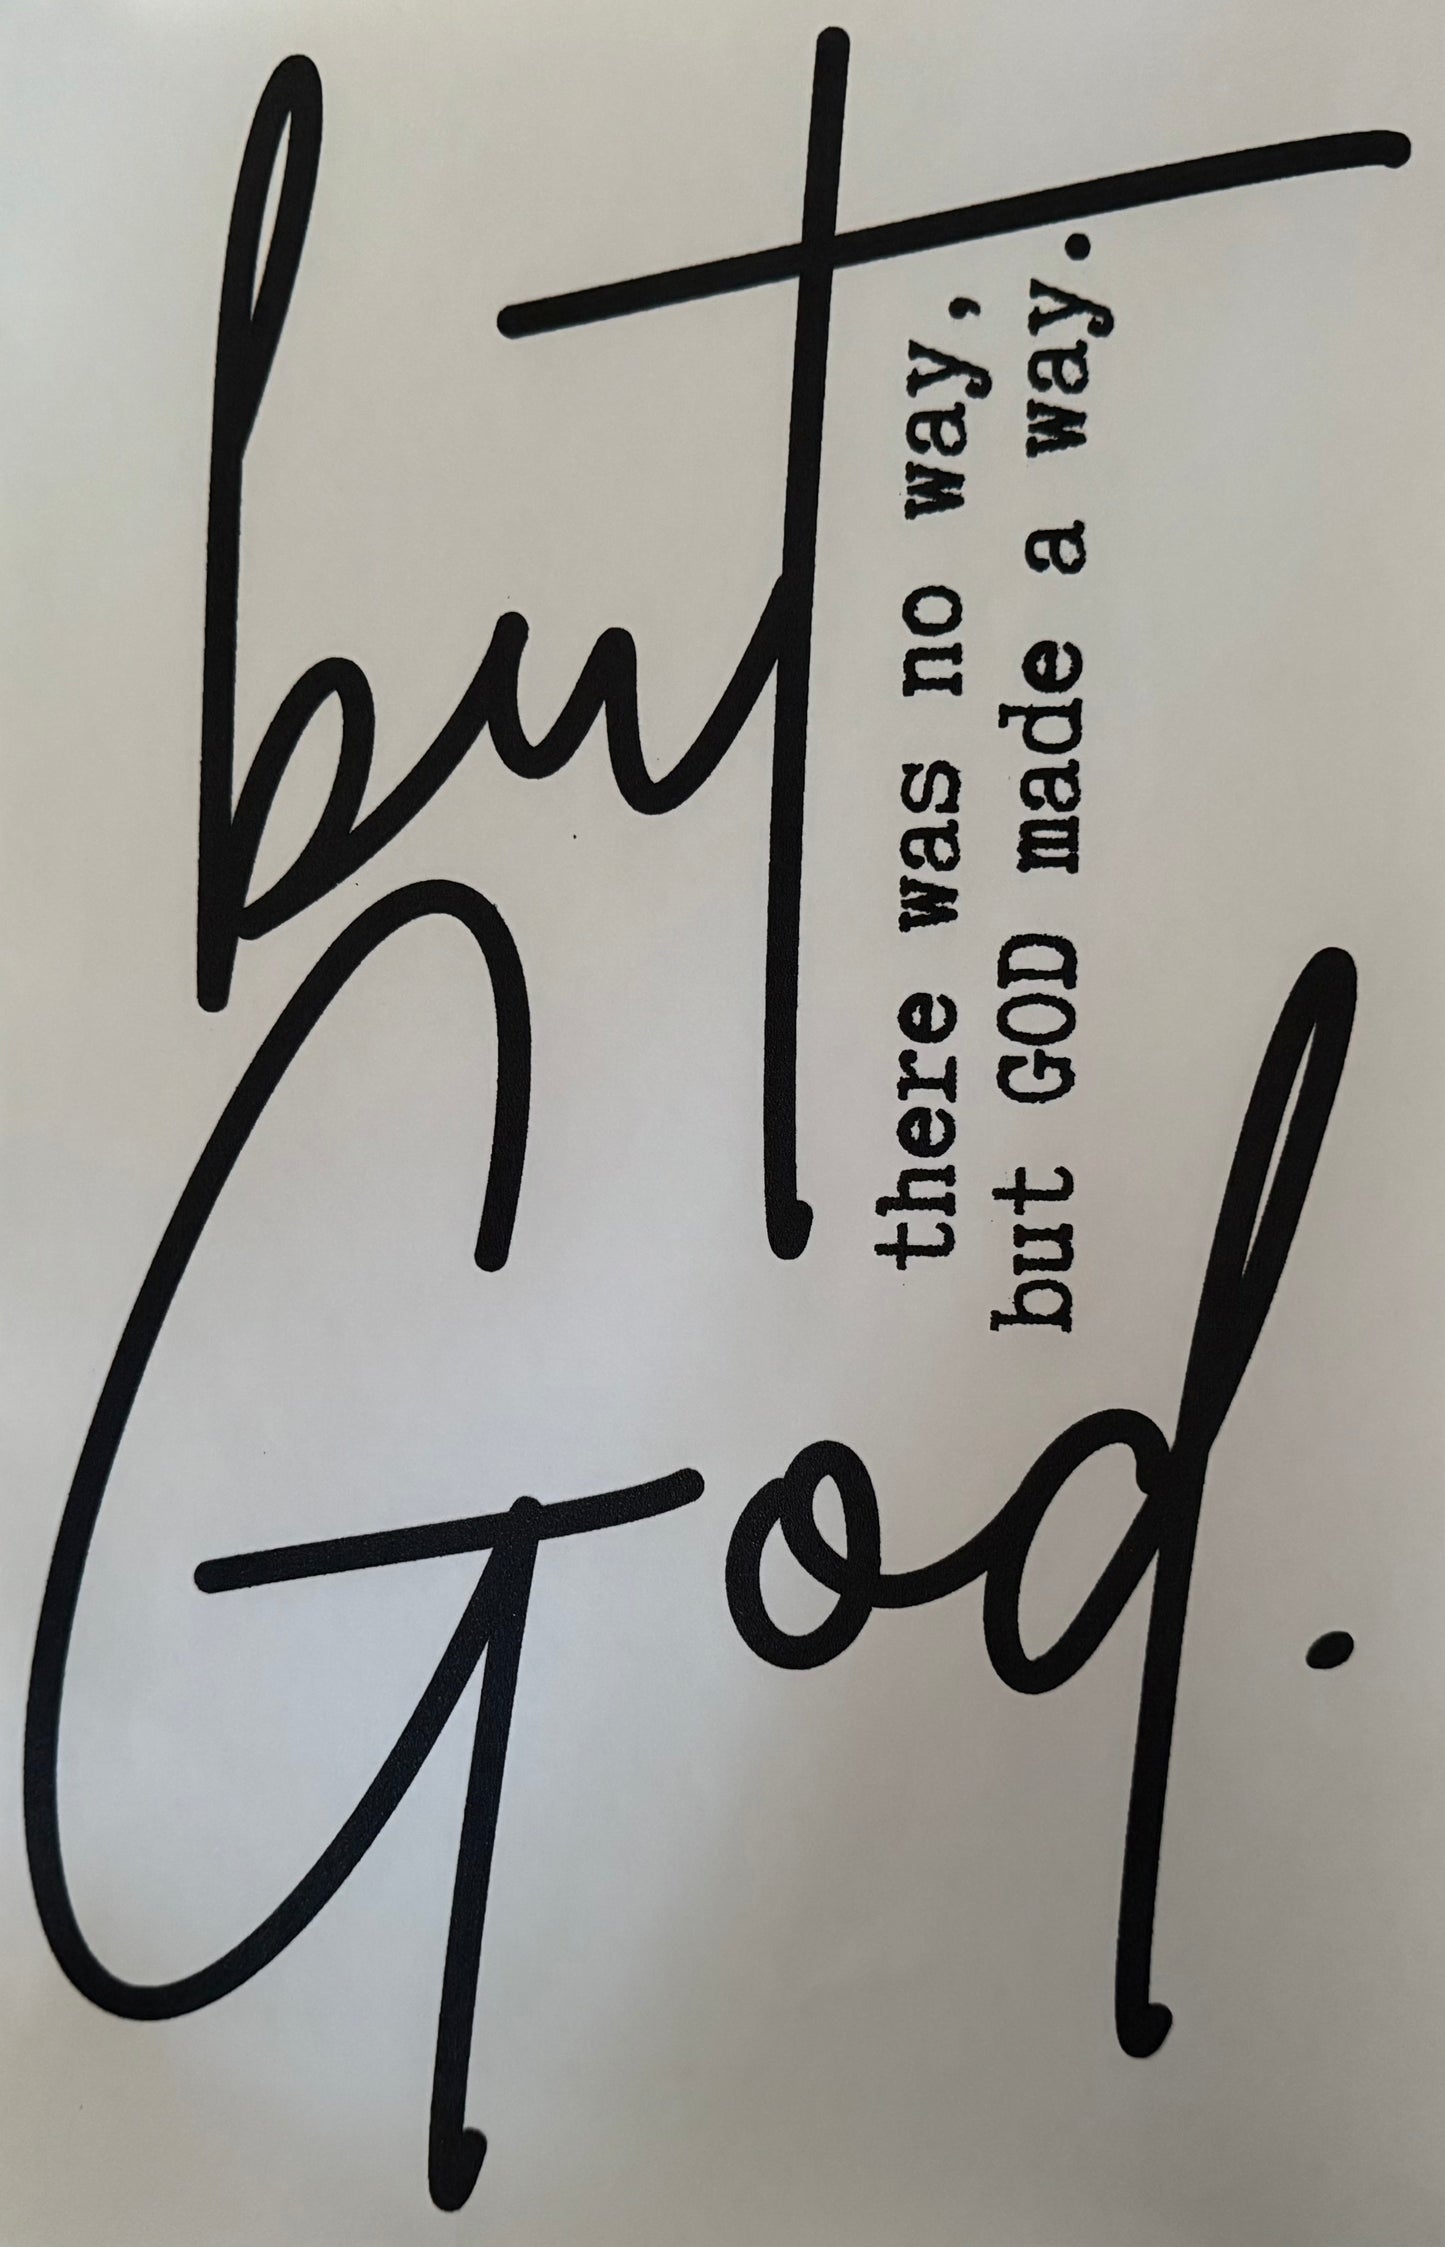 but
there was no way,
but GOD made a way.
God.